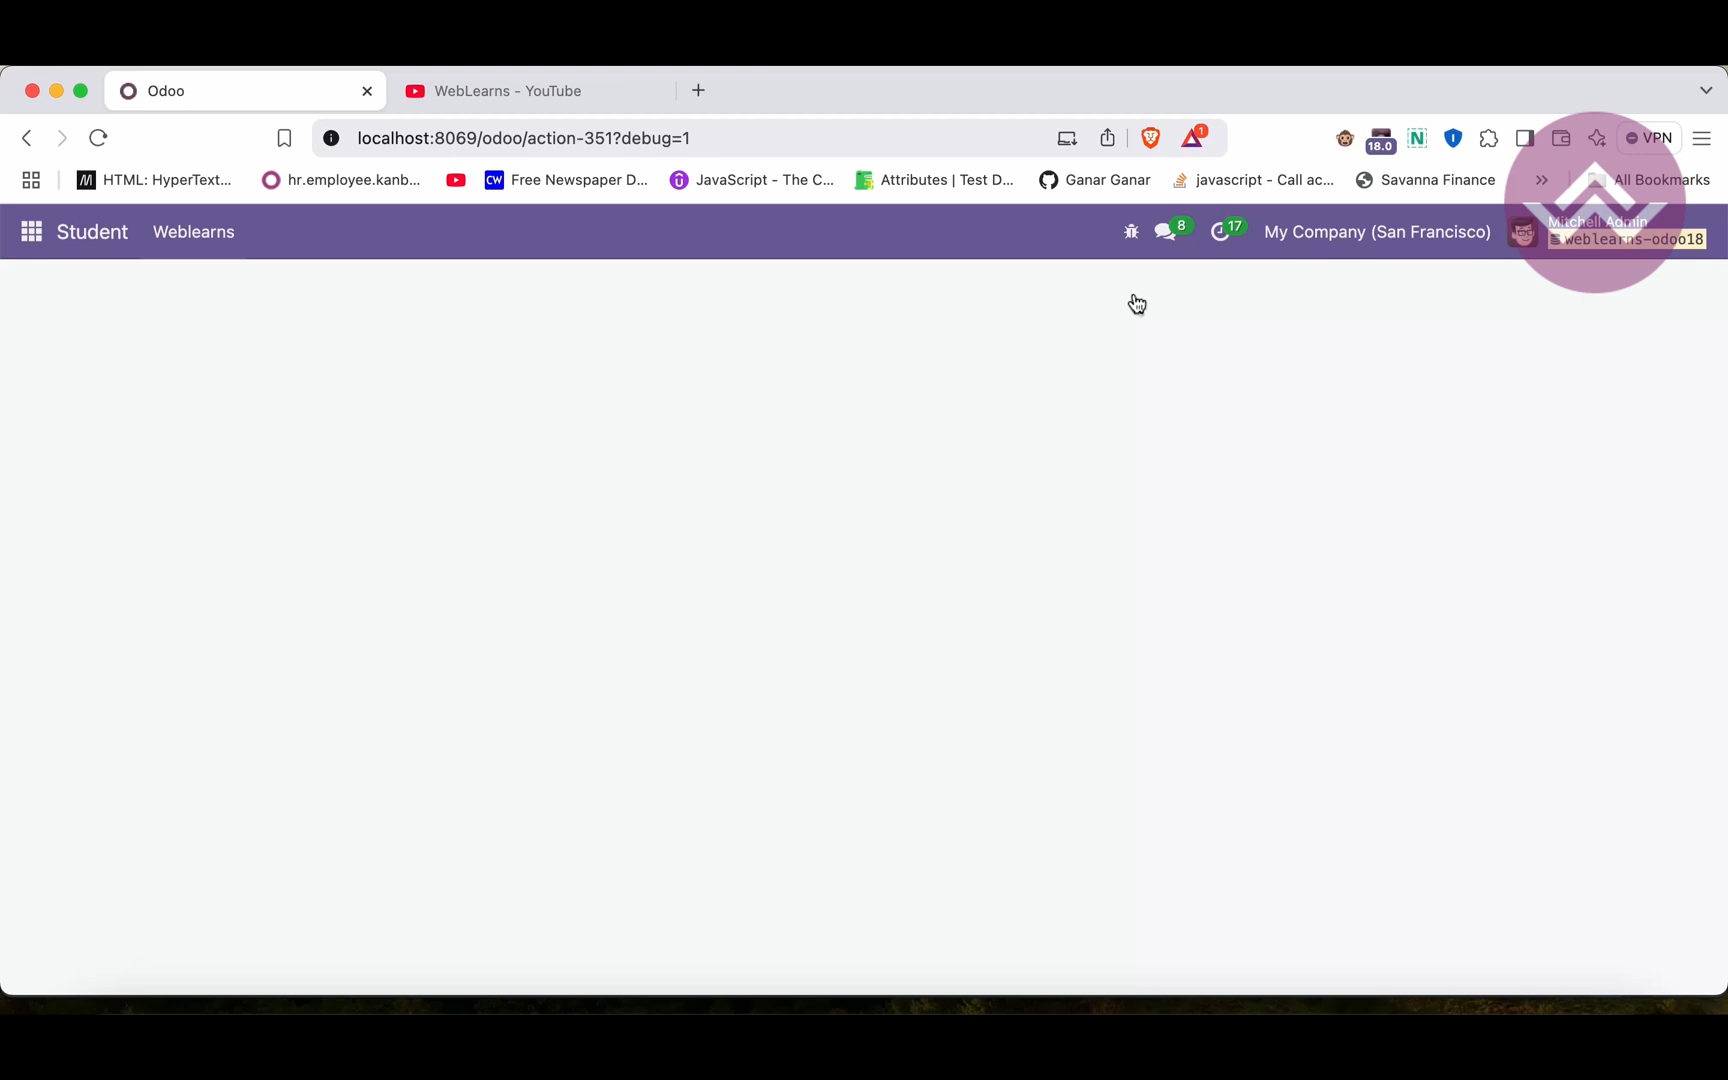 Odoo
WebLearns - YouTube
localhost:8069/odoo/action-351?debug=1
1
18.0
VPN
HTML: HyperText...
hr.employee.kanb...
CW Free Newspaper D...
JavaScript - The C...
Attributes | Test D...
Ganar Ganar
javascript - Call ac...
Savanna Finance
All Bookmarks
Student
Weblearns
8
17
My Company (San Francisco)
Mitchell Admin
weblearns-odoo18